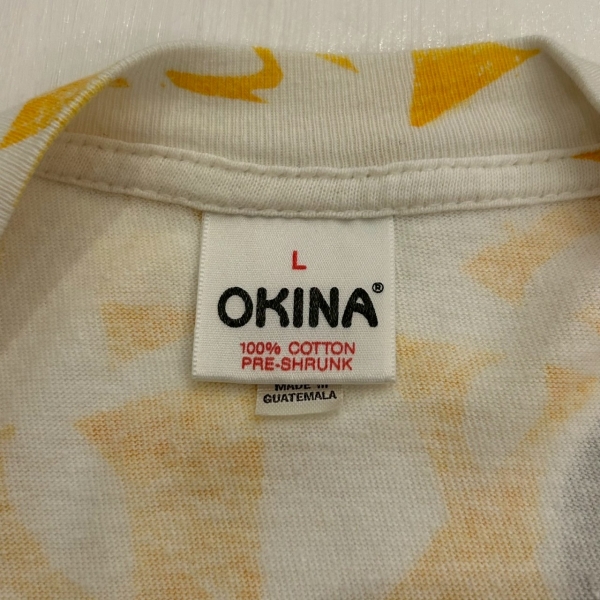 L
OKINA®
100% COTTON
PRE-SHRUNK
MADE IN
GUATEMALA